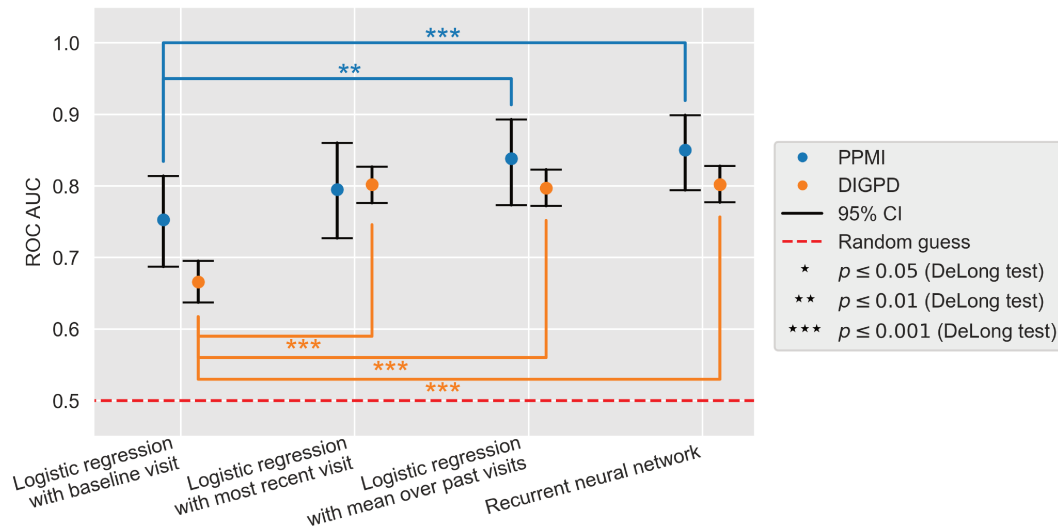 ***
1.0
**
0.9
0.8
0.7
0.6
0.5
ROC AUC
***
***
***
Logistic regression
with baseline visit
Logistic regression
with most recent visit
Logistic regression
with mean over past visits
Recurrent neural network
PPMI
DIGPD
95% CI
Random guess
★ p ≤ 0.05 (DeLong test)
★★ p ≤ 0.01 (DeLong test)
★★★ p ≤ 0.001 (DeLong test)